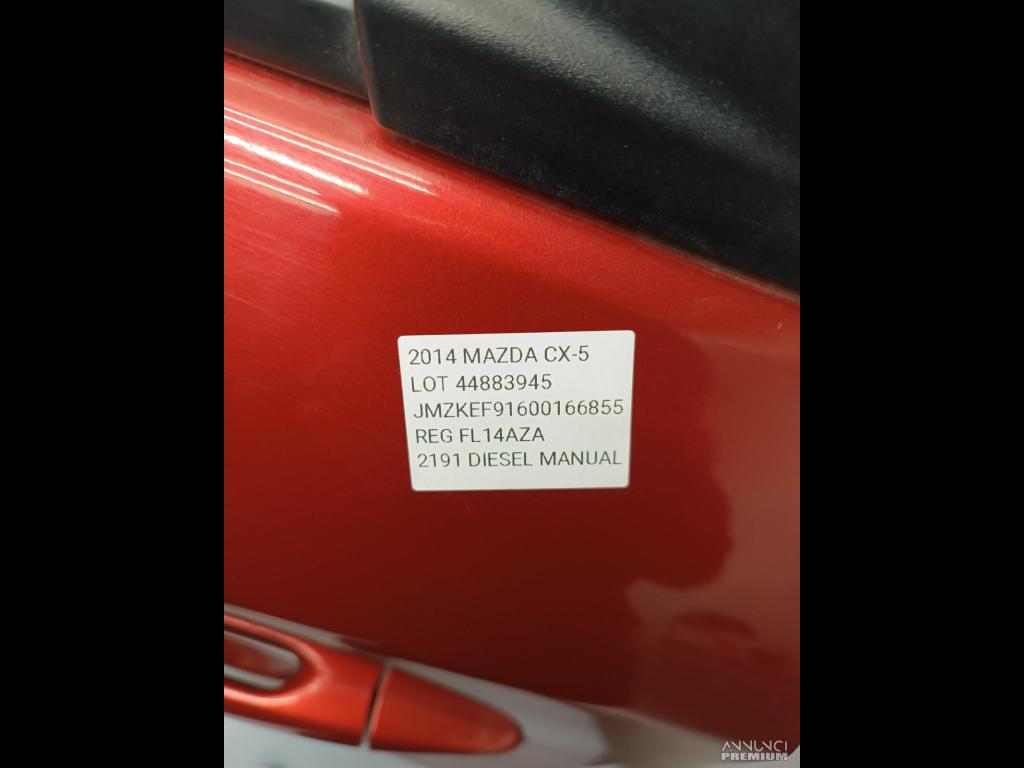 2014 MAZDA CX-5
LOT 44883945
JMZKEF91600166855
REG FL14AZA
2191 DIESEL MANUAL
ANNUNCI
PREMIUM